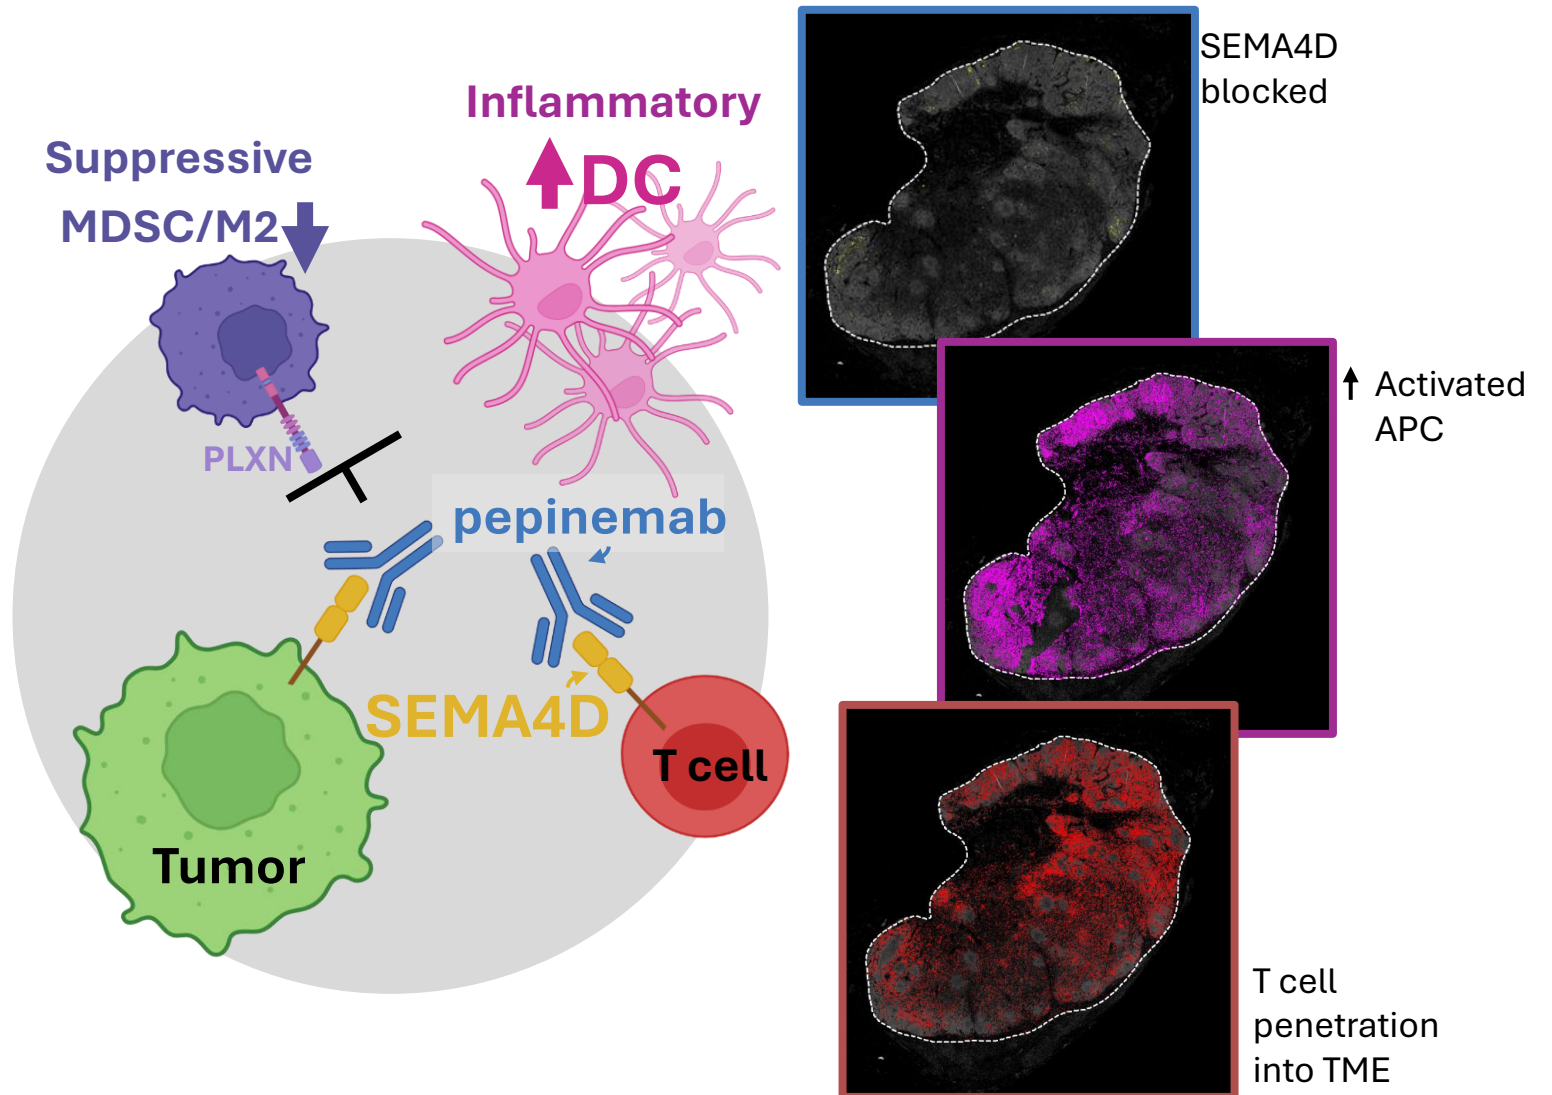 Suppressive
MDSC/M2
Inflammatory
DC
PLXN
pepinemab
SEMA4D
T cell
Tumor
SEMA4D
blocked
Activated
APC
T cell
penetration
into TME